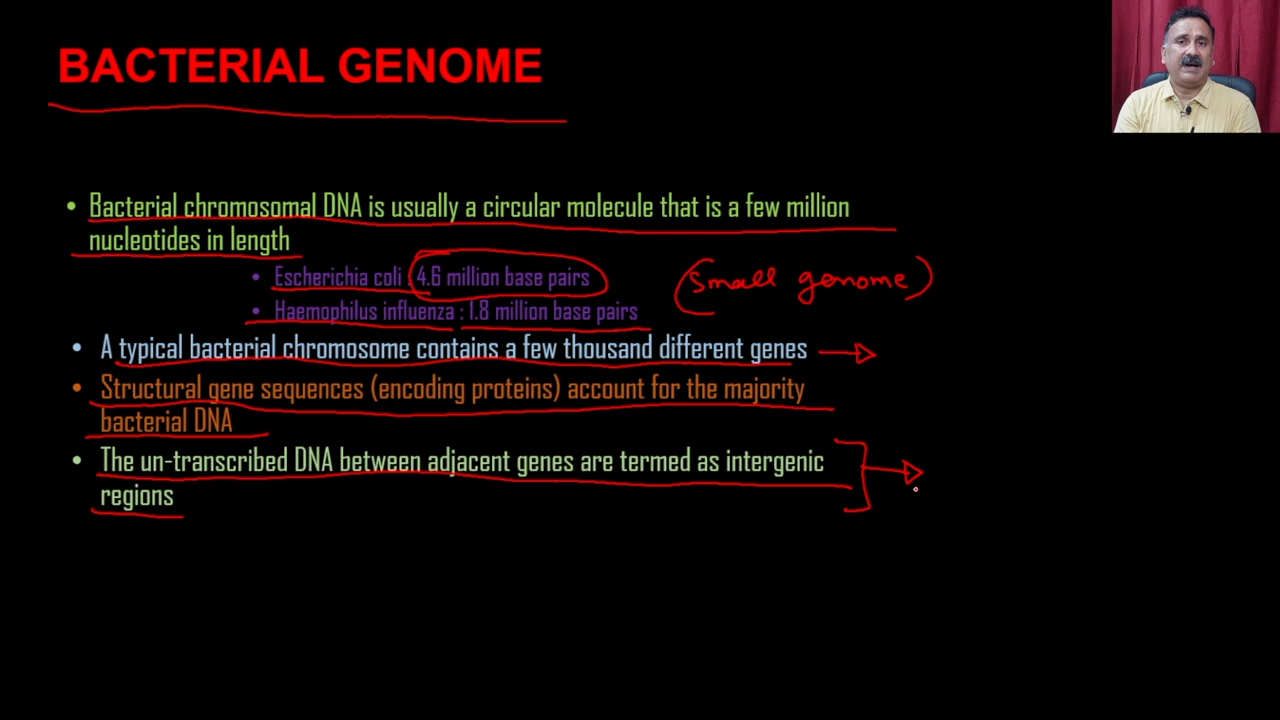 BACTERIAL GENOME
• Bacterial chromosomal DNA is usually a circular molecule that is a few million
nucleotides in length
• Escherichia coli : 4.6 million base pairs
(Small genome)
• Haemophilus influenza : 1.8 million base pairs
• A typical bacterial chromosome contains a few thousand different genes
• Structural gene sequences (encoding proteins) account for the majority
bacterial DNA
• The un-transcribed DNA between adjacent genes are termed as intergenic
regions